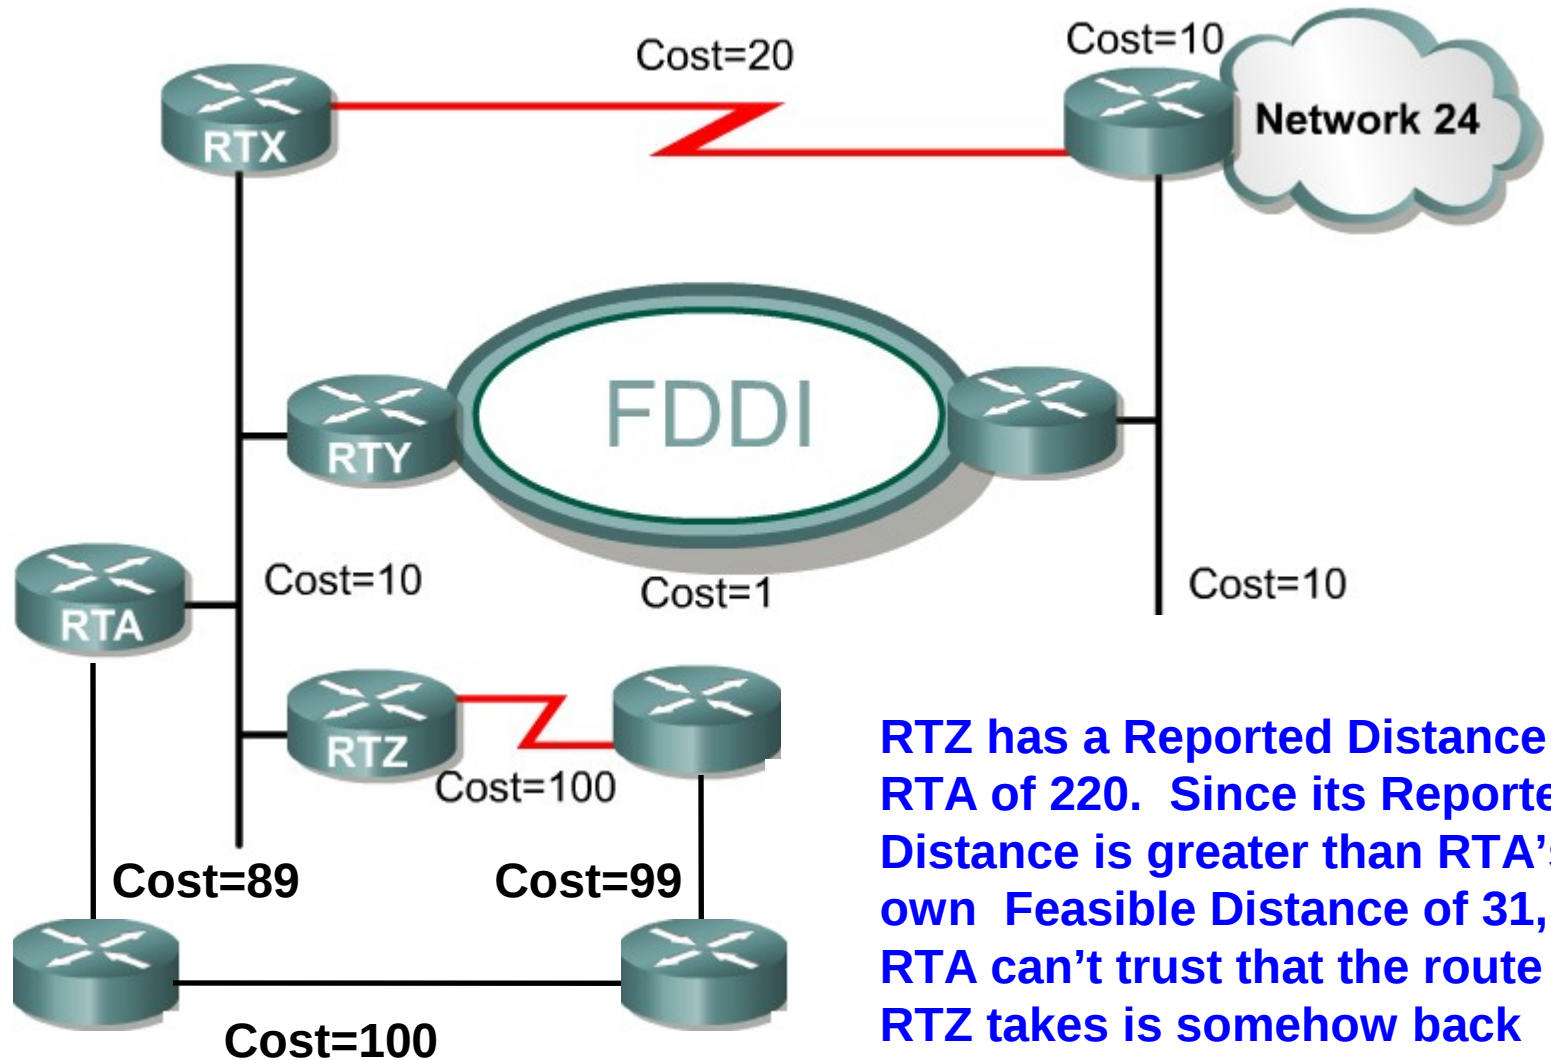 Cost=20
Cost=10
RTX
Network 24
FDDI
RTY
Cost=10
Cost=1
Cost=10
RTA
RTZ
Cost=100
RTZ has a Reported Distance
RTA of 220.  Since its Reporte
Distance is greater than RTA’s
own  Feasible Distance of 31,
RTA can’t trust that the route
RTZ takes is somehow back
Cost=89
Cost=99
Cost=100